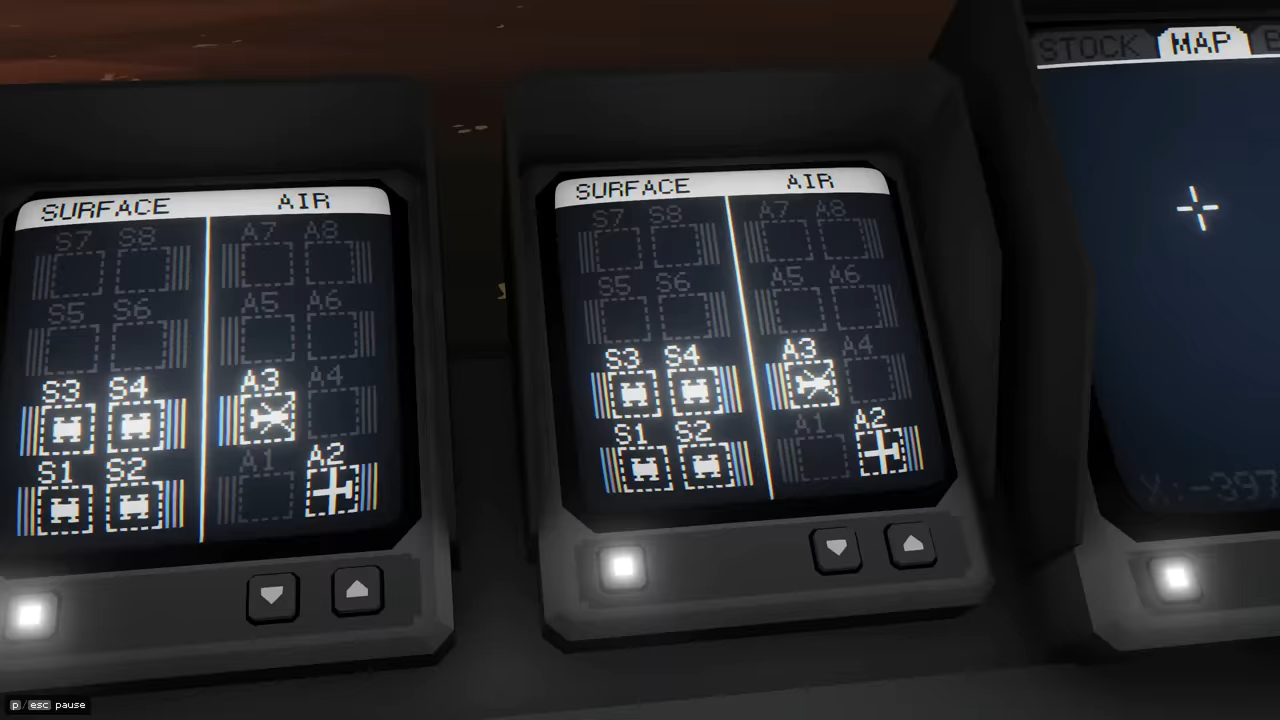 SURFACE AIR
S7 S8 A7 A8
S5 S6 A5 A6
S3 S4 A3 A4
S1 S2 A1 A2
SURFACE AIR
S7 S8 A7 A8
S5 S6 A5 A6
S3 S4 A3 A4
S1 S2 A1 A2
STOCK MAP
X:-397
p/esc pause